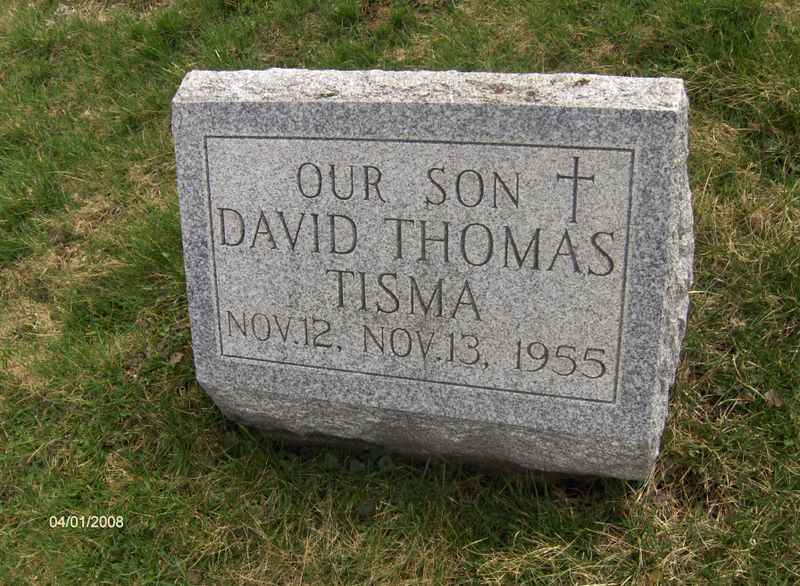 OUR SON
DAVID THOMAS
TISMA
NOV.12, NOV.13, 1955
04/01/2008